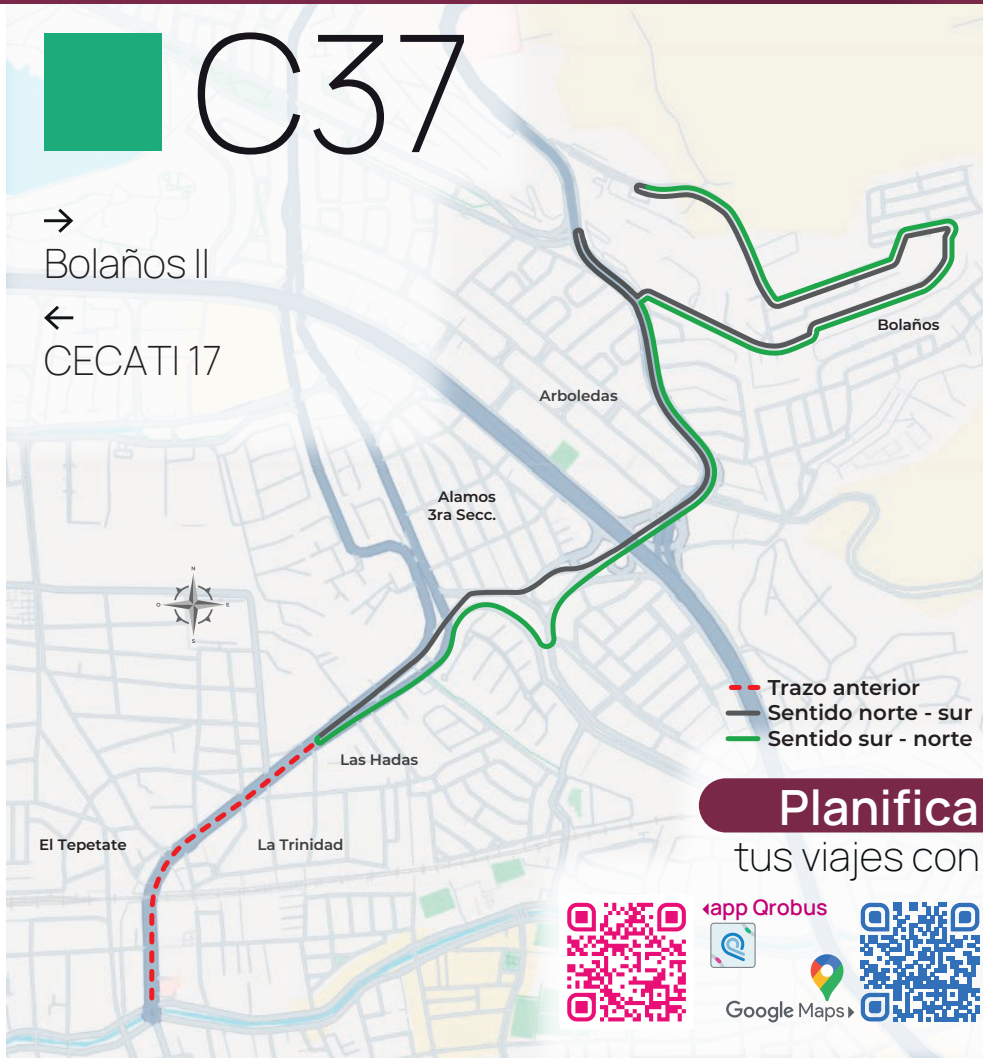 C37
→
Bolaños II
←
CECATI 17
Bolaños
Arboledas
Alamos
3ra Secc.
N
O
E
S
Trazo anterior
Sentido norte - sur
Sentido sur - norte
Las Hadas
El Tepetate
La Trinidad
Planifica
tus viajes con
app Qrobus
Google Maps